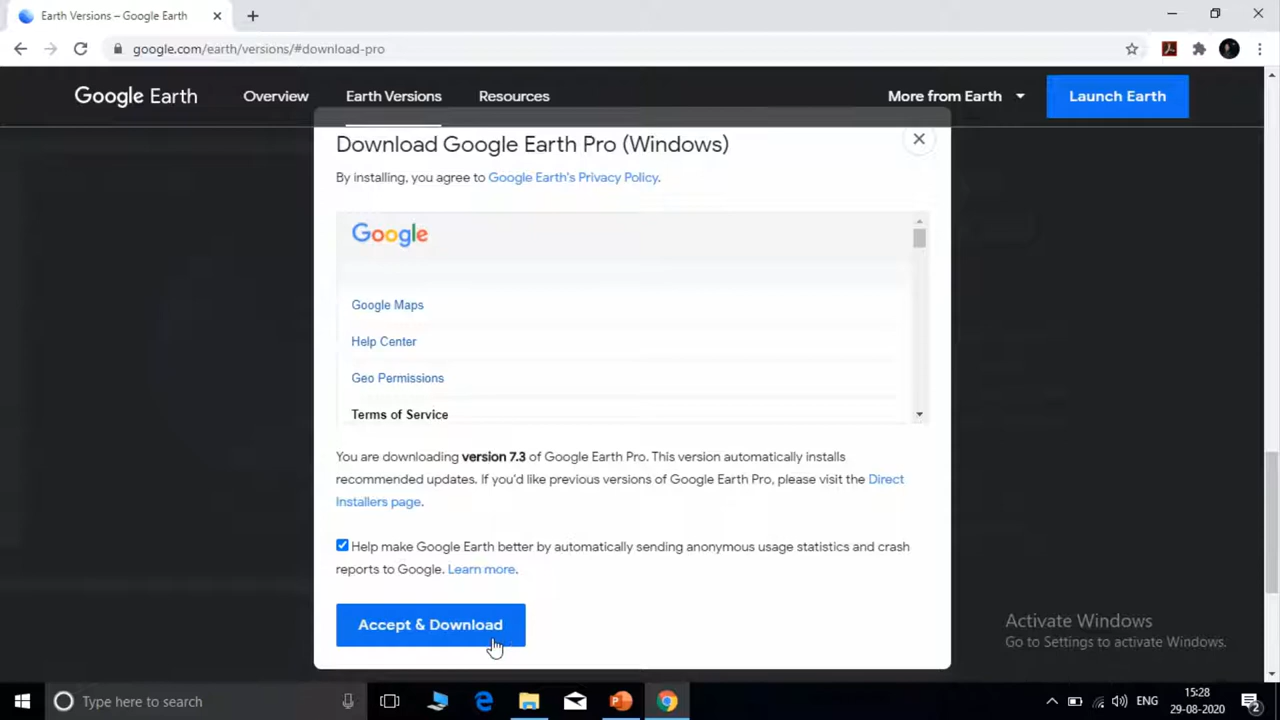 Earth Versions – Google Earth
google.com/earth/versions/#download-pro
Google Earth Overview Earth Versions Resources More from Earth Launch Earth
Download Google Earth Pro (Windows)
By installing, you agree to Google Earth's Privacy Policy.
Google
Google Maps
Help Center
Geo Permissions
Terms of Service
You are downloading version 7.3 of Google Earth Pro. This version automatically installs
recommended updates. If you'd like previous versions of Google Earth Pro, please visit the Direct
Installers page.
Help make Google Earth better by automatically sending anonymous usage statistics and crash
reports to Google. Learn more.
Accept & Download
Activate Windows
Go to Settings to activate Windows.
Type here to search
ENG
15:28
29-08-2020
2